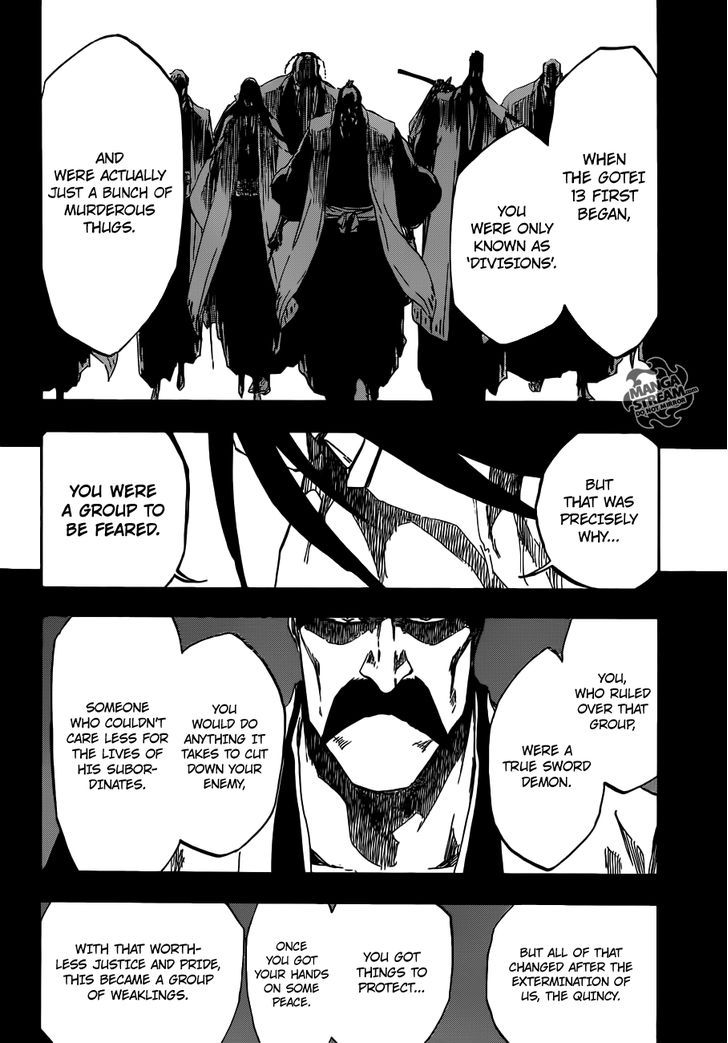 WHEN
THE GOTEI
13 FIRST
BEGAN,
YOU
WERE ONLY
KNOWN AS
'DIVISIONS'.
AND
WERE ACTUALLY
JUST A BUNCH OF
MURDEROUS
THUGS.
MANGA
STREAM.COM
DO NOT MIRROR
BUT
THAT WAS
PRECISELY
WHY...
YOU WERE
A GROUP TO
BE FEARED.
YOU,
WHO RULED
OVER THAT
GROUP,
WERE A
TRUE SWORD
DEMON.
YOU
WOULD DO
ANYTHING IT
TAKES TO CUT
DOWN YOUR
ENEMY,
SOMEONE
WHO COULDN'T
CARE LESS FOR
THE LIVES OF
HIS SUBOR-
DINATES.
BUT ALL OF THAT
CHANGED AFTER THE
EXTERMINATION OF
US, THE QUINCY.
ONCE
YOU GOT
YOUR HANDS
ON SOME
PEACE.
YOU GOT
THINGS TO
PROTECT...
WITH THAT WORTH-
LESS JUSTICE AND PRIDE,
THIS BECAME A GROUP
OF WEAKLINGS.